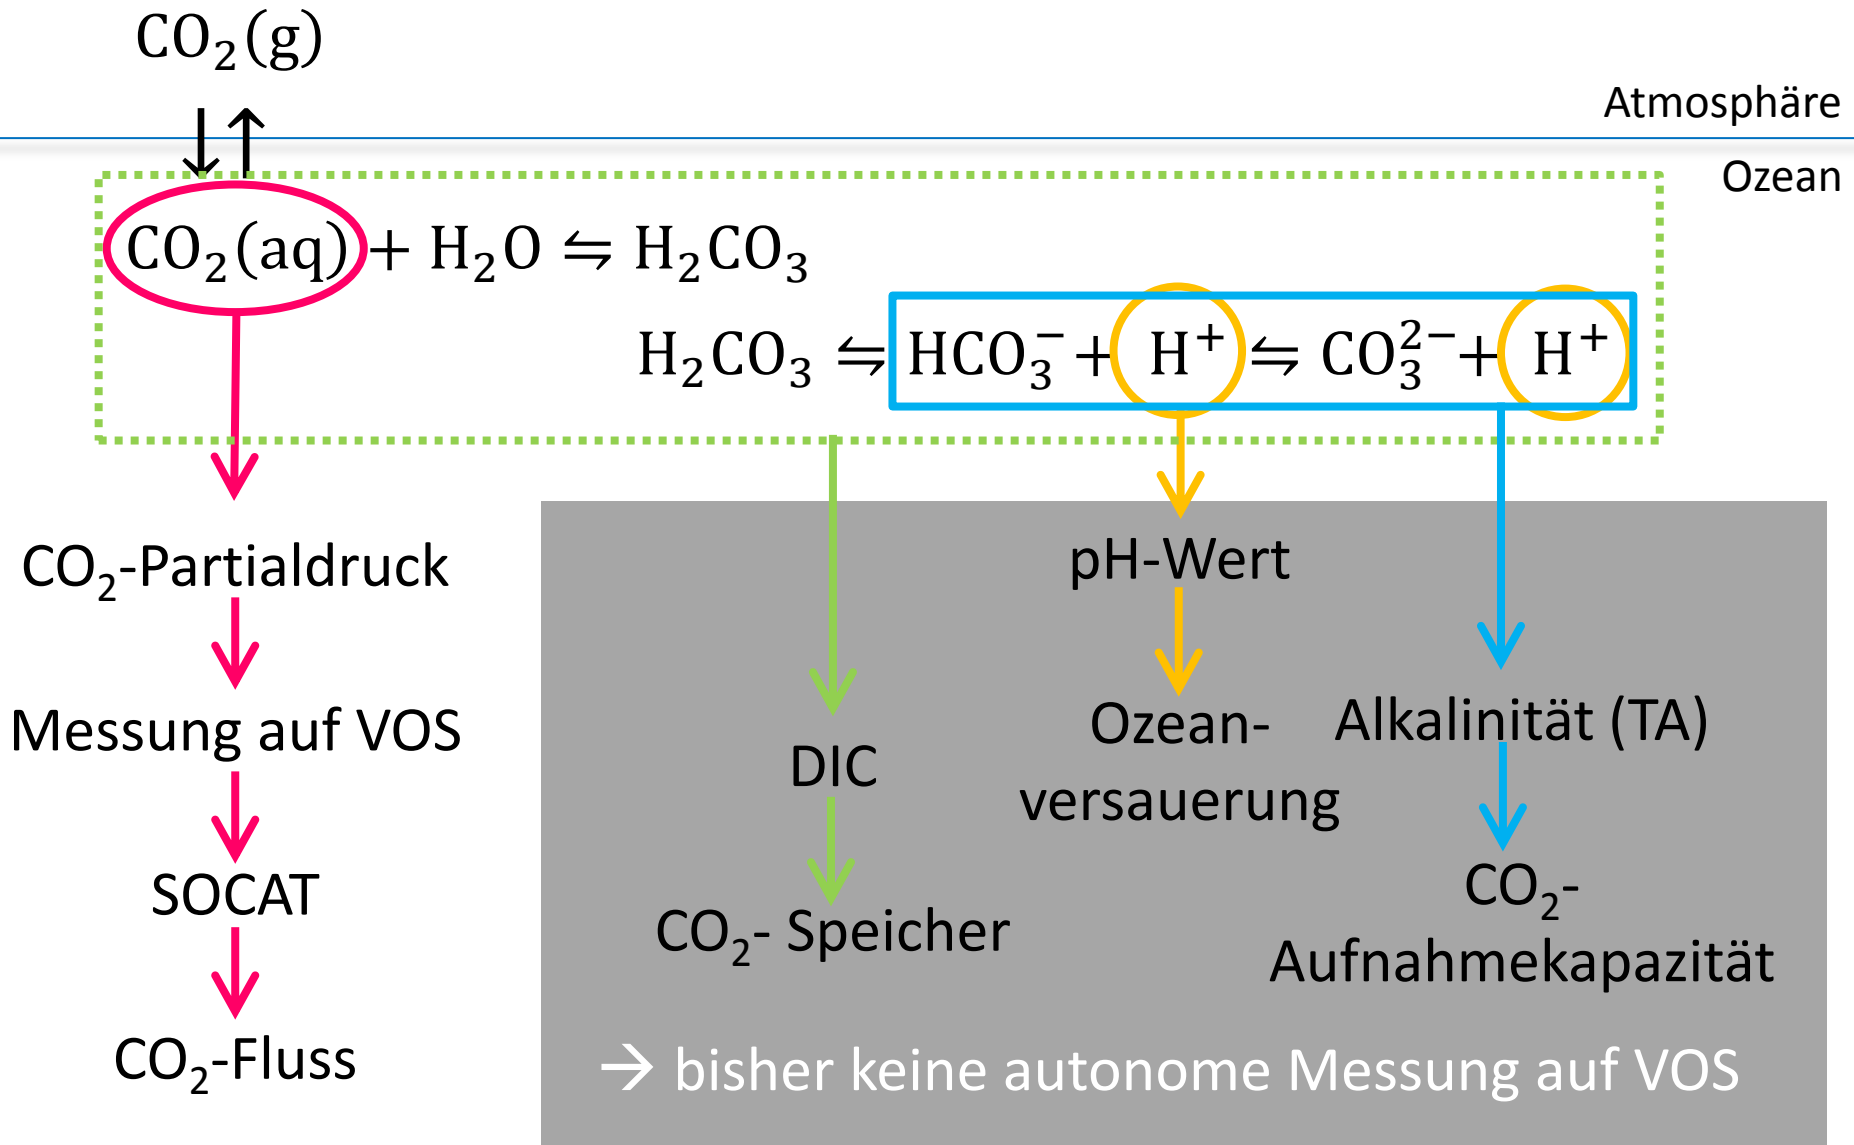 CO₂(g)
↓↑
Atmosphäre
Ozean
CO₂(aq) + H₂O ⇋ H₂CO₃
H₂CO₃ ⇋ HCO₃⁻ + H⁺ ⇋ CO₃²⁻ + H⁺
CO₂-Partialdruck
Messung auf VOS
SOCAT
CO₂-Fluss
DIC
CO₂- Speicher
pH-Wert
Ozean-
versauerung
Alkalinität (TA)
CO₂-
Aufnahmekapazität
→ bisher keine autonome Messung auf VOS